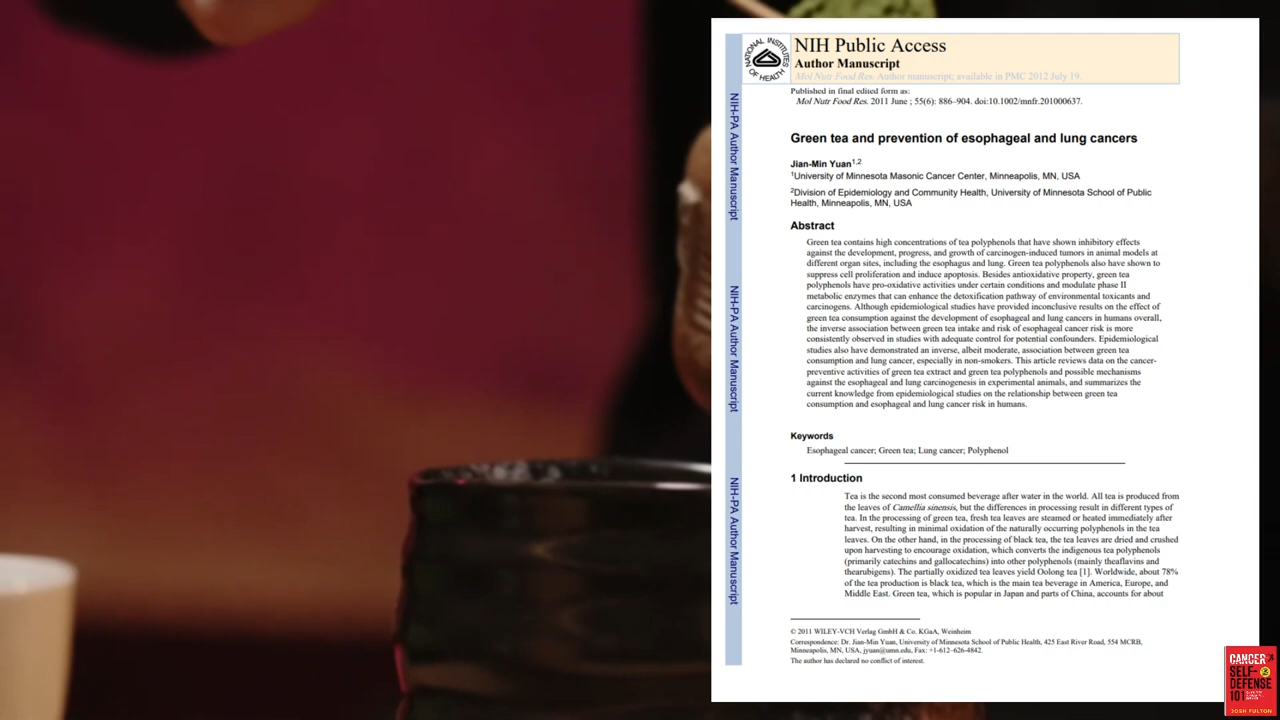 NIH Public Access
Author Manuscript
Mol Nutr Food Res. Author manuscript; available in PMC 2012 July 19.
Published in final edited form as:
Mol Nutr Food Res. 2011 June ; 55(6): 886–904. doi:10.1002/mnfr.201000637.
Green tea and prevention of esophageal and lung cancers
Jian-Min Yuan1,2
1University of Minnesota Masonic Cancer Center, Minneapolis, MN, USA
2Division of Epidemiology and Community Health, University of Minnesota School of Public
Health, Minneapolis, MN, USA
Abstract
Green tea contains high concentrations of tea polyphenols that have shown inhibitory effects
against the development, progress, and growth of carcinogen-induced tumors in animal models at
different organ sites, including the esophagus and lung. Green tea polyphenols also have shown to
suppress cell proliferation and induce apoptosis. Besides antioxidative property, green tea
polyphenols have pro-oxidative activities under certain conditions and modulate phase II
metabolic enzymes that can enhance the detoxification pathway of environmental toxicants and
carcinogens. Although epidemiological studies have provided inconclusive results on the effect of
green tea consumption against the development of esophageal and lung cancers in humans overall,
the inverse association between green tea intake and risk of esophageal cancer risk is more
consistently observed in studies with adequate control for potential confounders. Epidemiological
studies also have demonstrated an inverse, albeit moderate, association between green tea
consumption and lung cancer, especially in non-smokers. This article reviews data on the cancer-
preventive activities of green tea extract and green tea polyphenols and possible mechanisms
against the esophageal and lung carcinogenesis in experimental animals, and summarizes the
current knowledge from epidemiological studies on the relationship between green tea
consumption and esophageal and lung cancer risk in humans.
Keywords
Esophageal cancer; Green tea; Lung cancer; Polyphenol
1 Introduction
Tea is the second most consumed beverage after water in the world. All tea is produced from
the leaves of Camellia sinensis, but the differences in processing result in different types of
tea. In the processing of green tea, fresh tea leaves are steamed or heated immediately after
harvest, resulting in minimal oxidation of the naturally occurring polyphenols in the tea
leaves. On the other hand, in the processing of black tea, the tea leaves are dried and crushed
upon harvesting to encourage oxidation, which converts the indigenous tea polyphenols
(primarily catechins and gallocatechins) into other polyphenols (mainly theaflavins and
thearubigens). The partially oxidized tea leaves yield Oolong tea [1]. Worldwide, about 78%
of the tea production is black tea, which is the main tea beverage in America, Europe, and
Middle East. Green tea, which is popular in Japan and parts of China, accounts for about
© 2011 WILEY-VCH Verlag GmbH & Co. KGaA, Weinheim
Correspondence: Dr. Jian-Min Yuan, University of Minnesota School of Public Health, 425 East River Road, 554 MCRB,
Minneapolis, MN, USA, jyuan@umn.edu, Fax: +1-612–626-4842.
The author has declared no conflict of interest.
NIH-PA Author Manuscript
NIH-PA Author Manuscript
NIH-PA Author Manuscript
NATIONAL INSTITUTES
OF HEALTH
CANCER
SELF-
DEFENSE
101
JOSH FULTON